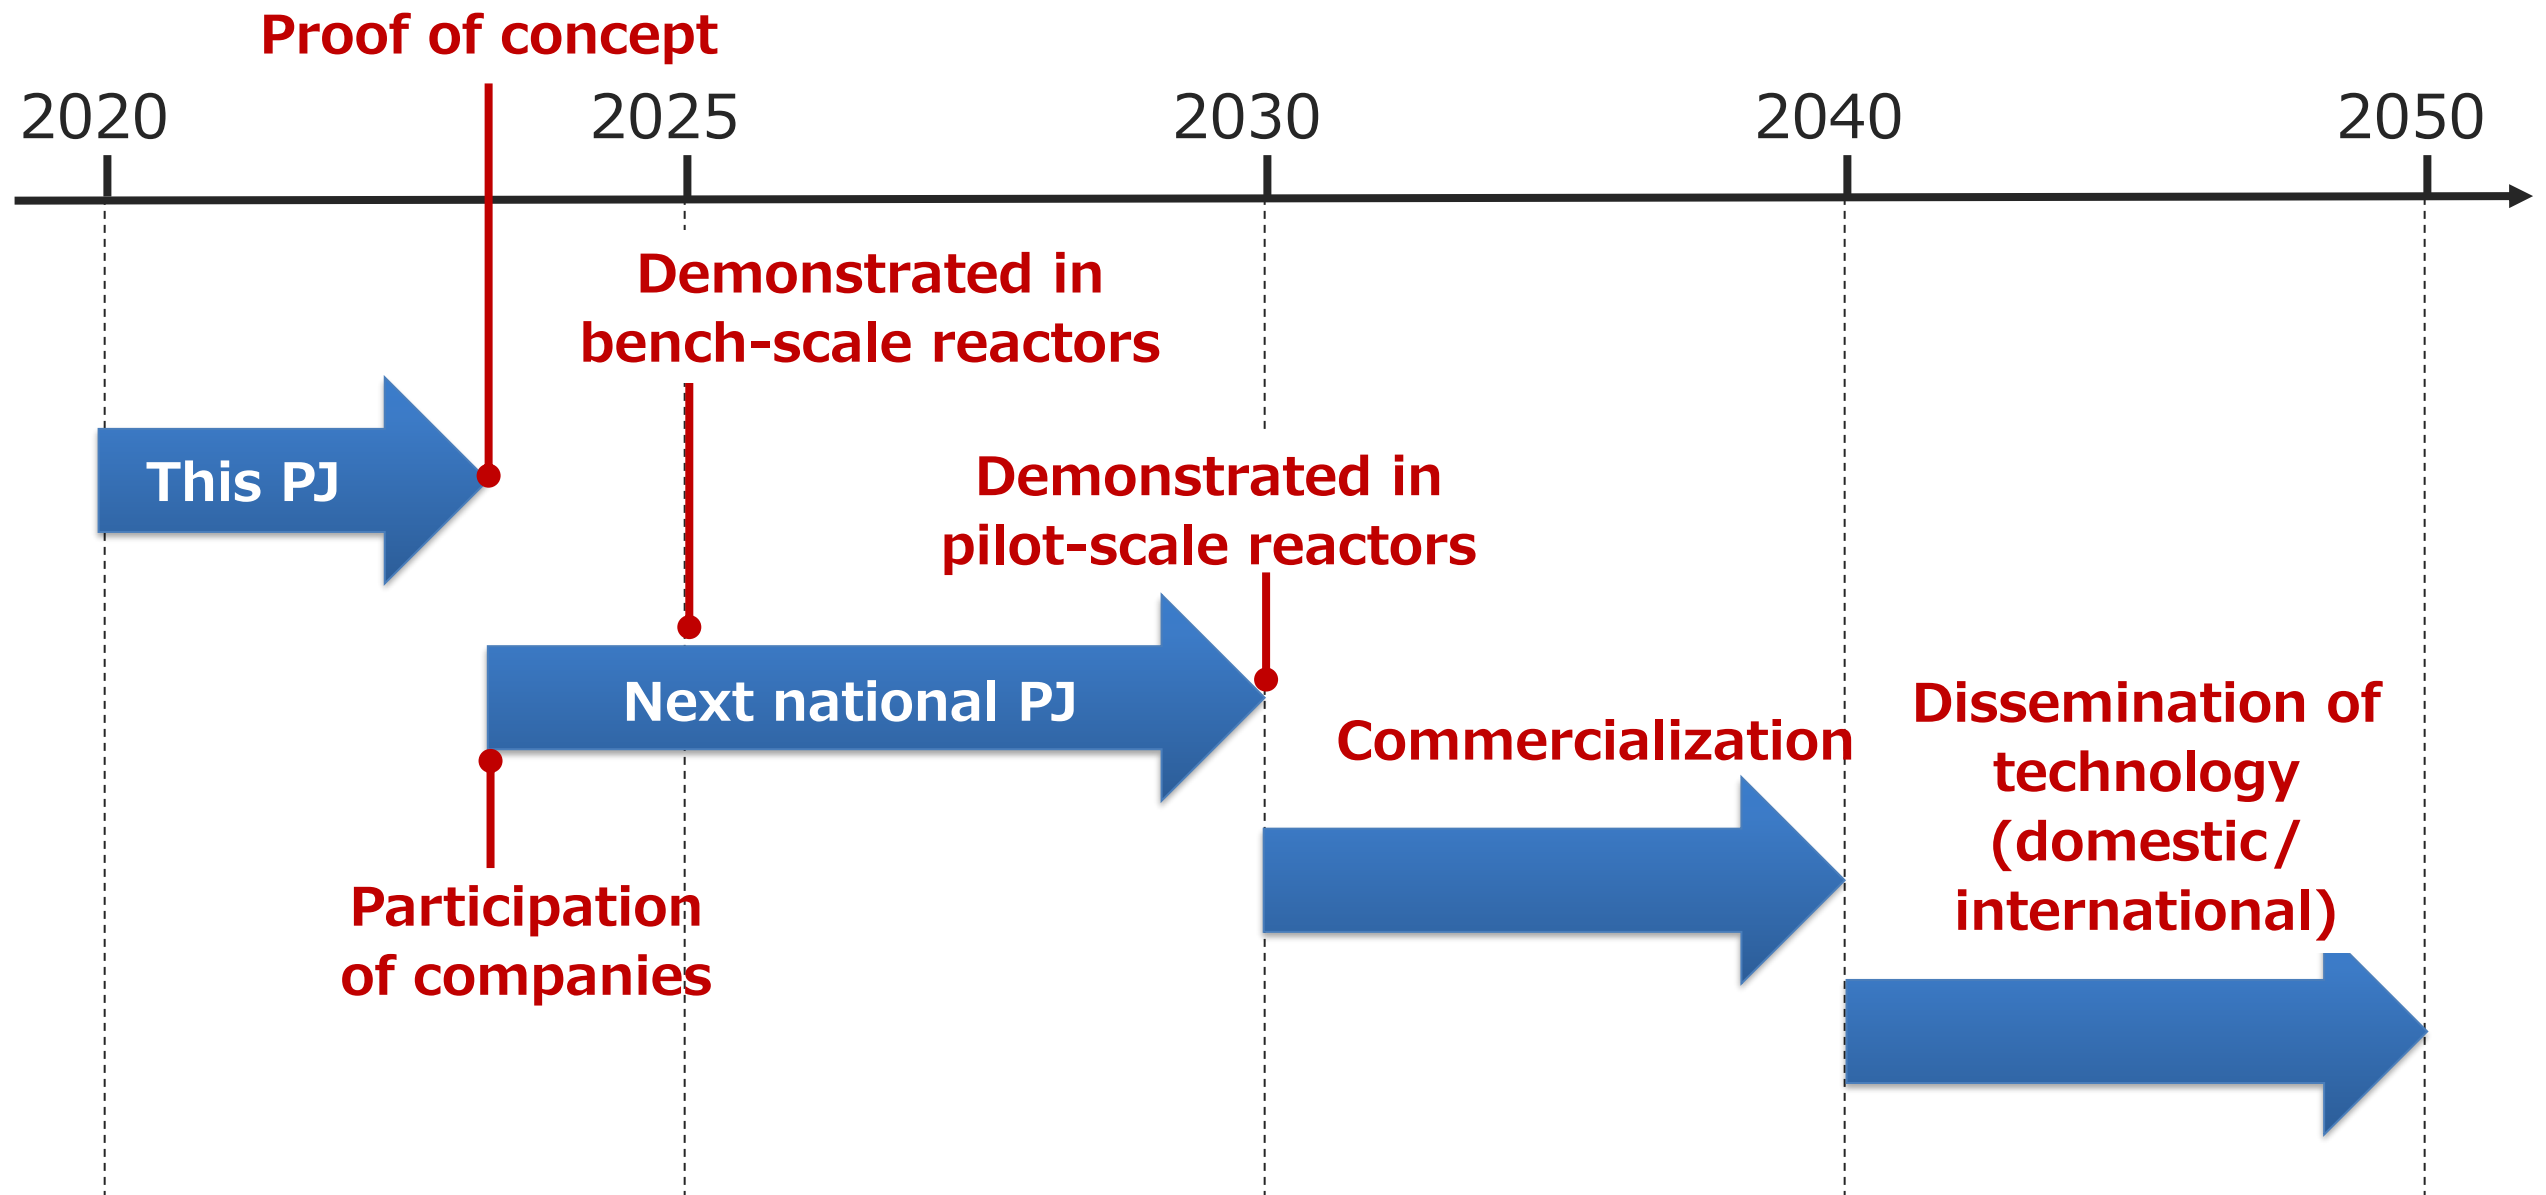 Proof of concept
2020 2025 2030 2040 2050
Demonstrated in
bench-scale reactors
This PJ
Demonstrated in
pilot-scale reactors
Next national PJ
Participation
of companies
Commercialization
Dissemination of
technology
(domestic/
international)